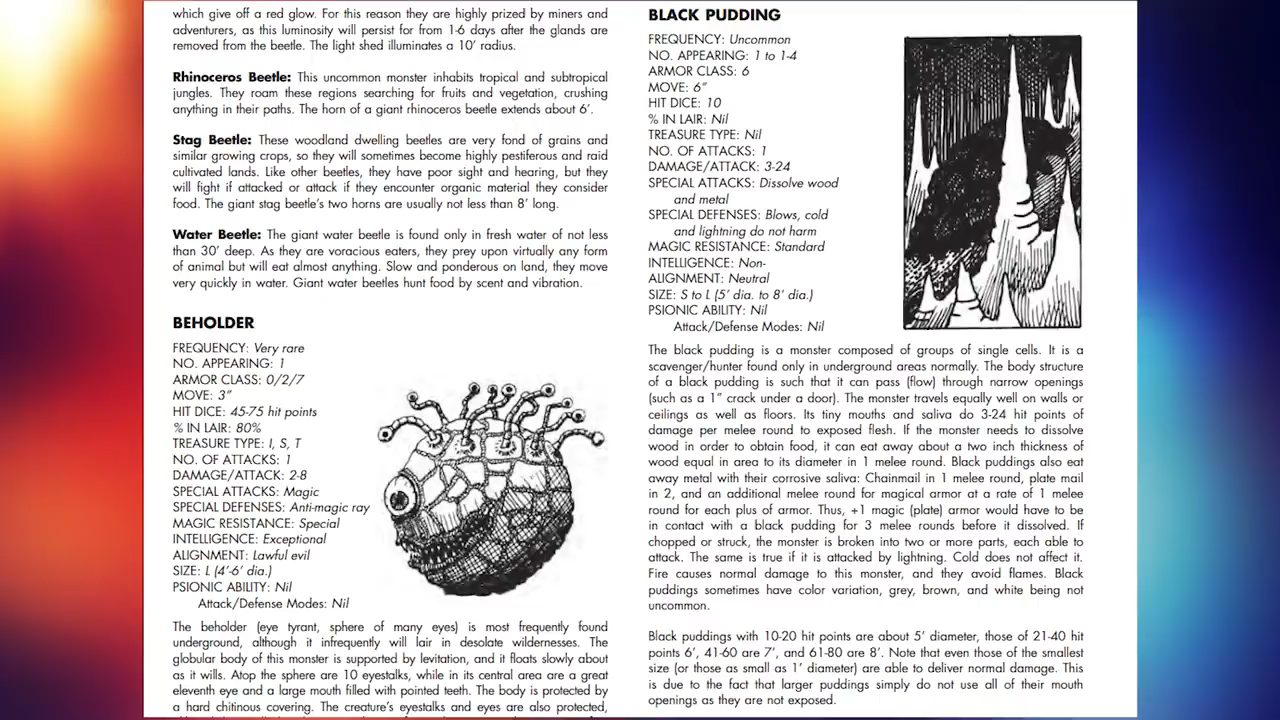 which give off a red glow. For this reason they are highly prized by miners and
adventurers, as this luminosity will persist for from 1-6 days after the glands are
removed from the beetle. The light shed illuminates a 10' radius.
Rhinoceros Beetle: This uncommon monster inhabits tropical and subtropical
jungles. They roam these regions searching for fruits and vegetation, crushing
anything in their paths. The horn of a giant rhinoceros beetle extends about 6'.
Stag Beetle: These woodland dwelling beetles are very fond of grains and
similar growing crops, so they will sometimes become highly pestiferous and raid
cultivated lands. Like other beetles, they have poor sight and hearing, but they
will fight if attacked or attack if they encounter organic material they consider
food. The giant stag beetle's two horns are usually not less than 8' long.
Water Beetle: The giant water beetle is found only in fresh water of not less
than 30' deep. As they are voracious eaters, they prey upon virtually any form
of animal but will eat almost anything. Slow and ponderous on land, they move
very quickly in water. Giant water beetles hunt food by scent and vibration.
BEHOLDER
FREQUENCY: Very rare
NO. APPEARING: 1
ARMOR CLASS: 0/2/7
MOVE: 3"
HIT DICE: 45-75 hit points
% IN LAIR: 80%
TREASURE TYPE: I, S, T
NO. OF ATTACKS: 1
DAMAGE/ATTACK: 2-8
SPECIAL ATTACKS: Magic
SPECIAL DEFENSES: Anti-magic ray
MAGIC RESISTANCE: Special
INTELLIGENCE: Exceptional
ALIGNMENT: Lawful evil
SIZE: L (4'-6' dia.)
PSIONIC ABILITY: Nil
Attack/Defense Modes: Nil
The beholder (eye tyrant, sphere of many eyes) is most frequently found
underground, although it infrequently will lair in desolate wildernesses. The
globular body of this monster is supported by levitation, and it floats slowly about
as it wills. Atop the sphere are 10 eyestalks, while in its central area are a great
eleventh eye and a large mouth filled with pointed teeth. The body is protected by
a hard chitinous covering. The creature's eyestalks and eyes are also protected,
BLACK PUDDING
FREQUENCY: Uncommon
NO. APPEARING: 1 to 1-4
ARMOR CLASS: 6
MOVE: 6"
HIT DICE: 10
% IN LAIR: Nil
TREASURE TYPE: Nil
NO. OF ATTACKS: 1
DAMAGE/ATTACK: 3-24
SPECIAL ATTACKS: Dissolve wood
and metal
SPECIAL DEFENSES: Blows, cold
and lightning do not harm
MAGIC RESISTANCE: Standard
INTELLIGENCE: Non-
ALIGNMENT: Neutral
SIZE: S to L (5' dia. to 8' dia.)
PSIONIC ABILITY: Nil
Attack/Defense Modes: Nil
The black pudding is a monster composed of groups of single cells. It is a
scavenger/hunter found only in underground areas normally. The body structure
of a black pudding is such that it can pass (flow) through narrow openings
(such as a 1" crack under a door). The monster travels equally well on walls or
ceilings as well as floors. Its tiny mouths and saliva do 3-24 hit points of
damage per melee round to exposed flesh. If the monster needs to dissolve
wood in order to obtain food, it can eat away about a two inch thickness of
wood equal in area to its diameter in 1 melee round. Black puddings also eat
away metal with their corrosive saliva: Chainmail in 1 melee round, plate mail
in 2, and an additional melee round for magical armor at a rate of 1 melee
round for each plus of armor. Thus, +1 magic (plate) armor would have to be
in contact with a black pudding for 3 melee rounds before it dissolved. If
chopped or struck, the monster is broken into two or more parts, each able to
attack. The same is true if it is attacked by lightning. Cold does not affect it.
Fire causes normal damage to this monster, and they avoid flames. Black
puddings sometimes have color variation, grey, brown, and white being not
uncommon.
Black puddings with 10-20 hit points are about 5' diameter, those of 21-40 hit
points 6', 41-60 are 7', and 61-80 are 8'. Note that even those of the smallest
size (or those as small as 1' diameter) are able to deliver normal damage. This
is due to the fact that larger puddings simply do not use all of their mouth
openings as they are not exposed.